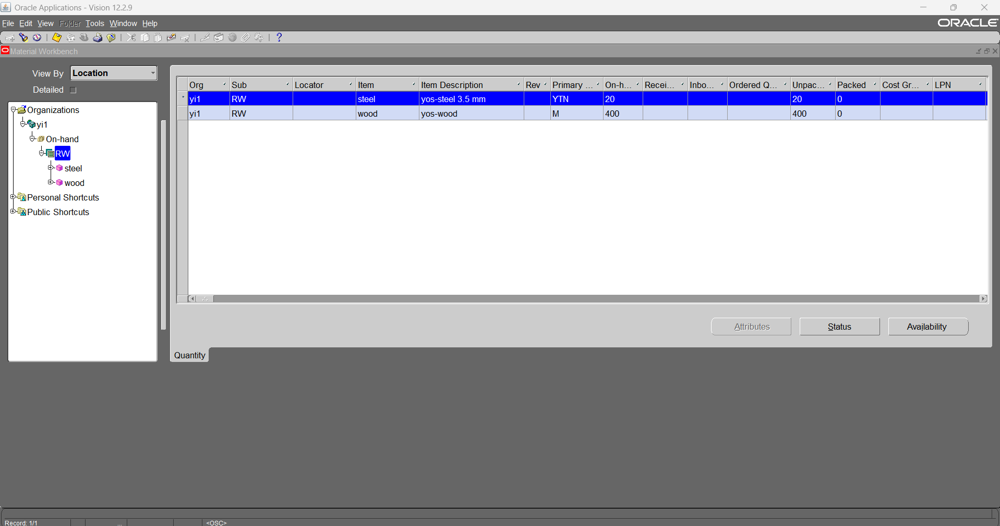 Oracle Applications - Vision 12.2.9
File Edit View Folder Tools Window Help
ORACLE
Material Workbench
View By Location
Detailed
Organizations
yi1
On-hand
RW
steel
wood
Personal Shortcuts
Public Shortcuts
Org Sub Locator Item Item Description Rev Primary ... On-h... Recei... Inbo... Ordered Q... Unpac... Packed Cost Gr... LPN
yi1 RW steel yos-steel 3.5 mm YTN 20 20 0
yi1 RW wood yos-wood M 400 400 0
Attributes Status Availability
Quantity
Record: 1/1 ... <OSC>